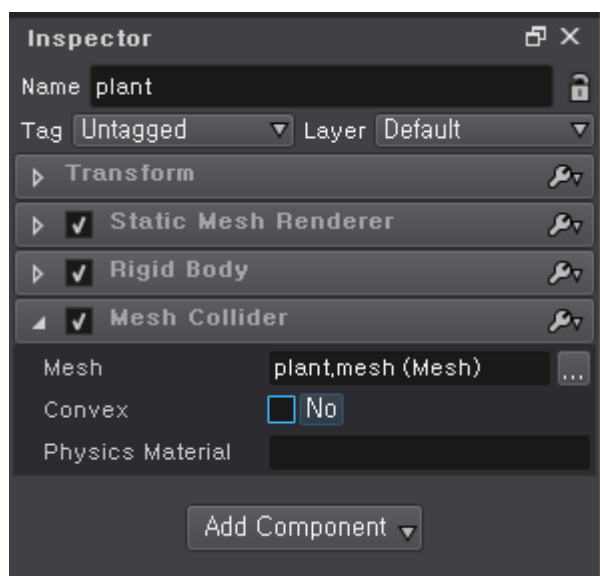 Inspector
Name plant
Tag Untagged Layer Default
Transform
Static Mesh Renderer
Rigid Body
Mesh Collider
Mesh plant,mesh (Mesh) ...
Convex No
Physics Material
Add Component